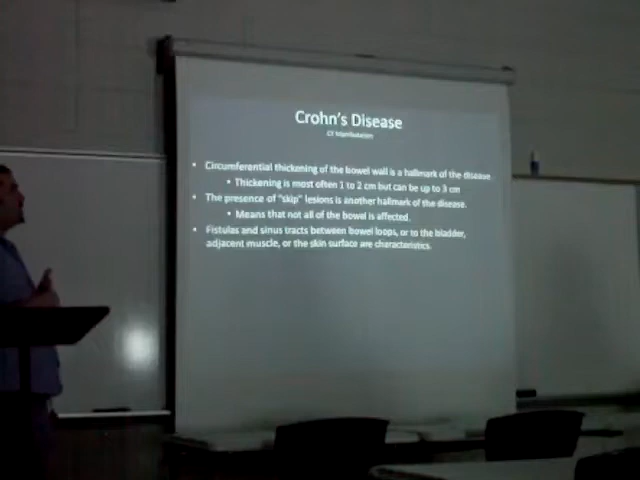 Crohn's Disease
CT Manifestation
• Circumferential thickening of the bowel wall is a hallmark of the disease.
• Thickening is most often 1 to 2 cm but can be up to 3 cm
• The presence of "skip" lesions is another hallmark of the disease.
• Means that not all of the bowel is affected.
• Fistulas and sinus tracts between bowel loops, or to the bladder,
adjacent muscle, or the skin surface are characteristics.